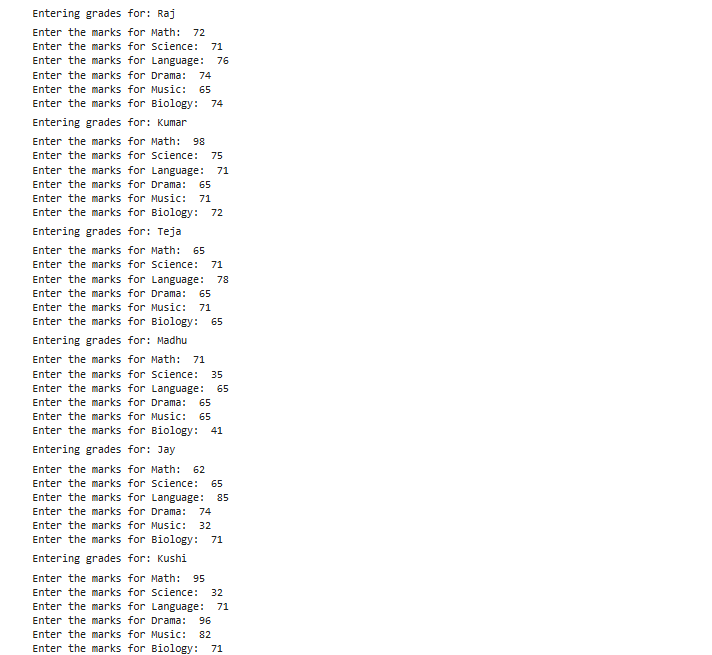 Entering grades for: Raj
Enter the marks for Math:  72
Enter the marks for Science:  71
Enter the marks for Language:  76
Enter the marks for Drama:  74
Enter the marks for Music:  65
Enter the marks for Biology:  74
Entering grades for: Kumar
Enter the marks for Math:  98
Enter the marks for Science:  75
Enter the marks for Language:  71
Enter the marks for Drama:  65
Enter the marks for Music:  71
Enter the marks for Biology:  72
Entering grades for: Teja
Enter the marks for Math:  65
Enter the marks for Science:  71
Enter the marks for Language:  78
Enter the marks for Drama:  65
Enter the marks for Music:  71
Enter the marks for Biology:  65
Entering grades for: Madhu
Enter the marks for Math:  71
Enter the marks for Science:  35
Enter the marks for Language:  65
Enter the marks for Drama:  65
Enter the marks for Music:  65
Enter the marks for Biology:  41
Entering grades for: Jay
Enter the marks for Math:  62
Enter the marks for Science:  65
Enter the marks for Language:  85
Enter the marks for Drama:  74
Enter the marks for Music:  32
Enter the marks for Biology:  71
Entering grades for: Kushi
Enter the marks for Math:  95
Enter the marks for Science:  32
Enter the marks for Language:  71
Enter the marks for Drama:  96
Enter the marks for Music:  82
Enter the marks for Biology:  71